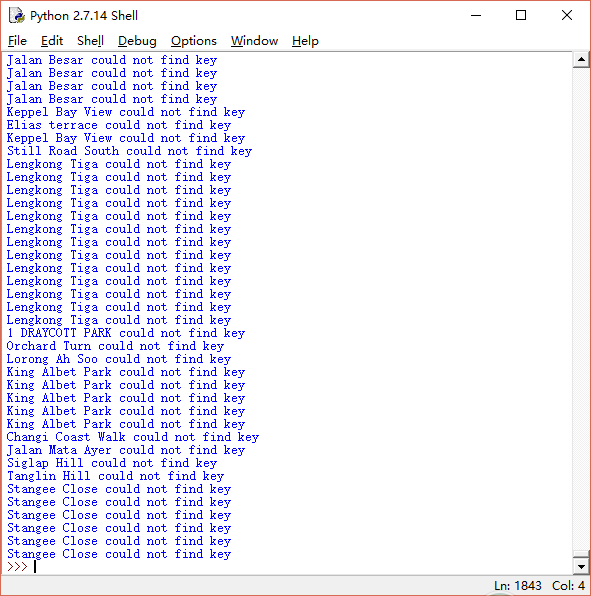 Python 2.7.14 Shell
File Edit Shell Debug Options Window Help
Jalan Besar could not find key
Jalan Besar could not find key
Jalan Besar could not find key
Jalan Besar could not find key
Keppel Bay View could not find key
Elias terrace could not find key
Keppel Bay View could not find key
Still Road South could not find key
Lengkong Tiga could not find key
Lengkong Tiga could not find key
Lengkong Tiga could not find key
Lengkong Tiga could not find key
Lengkong Tiga could not find key
Lengkong Tiga could not find key
Lengkong Tiga could not find key
Lengkong Tiga could not find key
Lengkong Tiga could not find key
Lengkong Tiga could not find key
Lengkong Tiga could not find key
Lengkong Tiga could not find key
Lengkong Tiga could not find key
1 DRAYCOTT PARK could not find key
Orchard Turn could not find key
Lorong Ah Soo could not find key
King Albet Park could not find key
King Albet Park could not find key
King Albet Park could not find key
King Albet Park could not find key
King Albet Park could not find key
Changi Coast Walk could not find key
Jalan Mata Ayer could not find key
Siglap Hill could not find key
Tanglin Hill could not find key
Stangee Close could not find key
Stangee Close could not find key
Stangee Close could not find key
Stangee Close could not find key
Stangee Close could not find key
Stangee Close could not find key
>>>
Ln: 1843 Col: 4